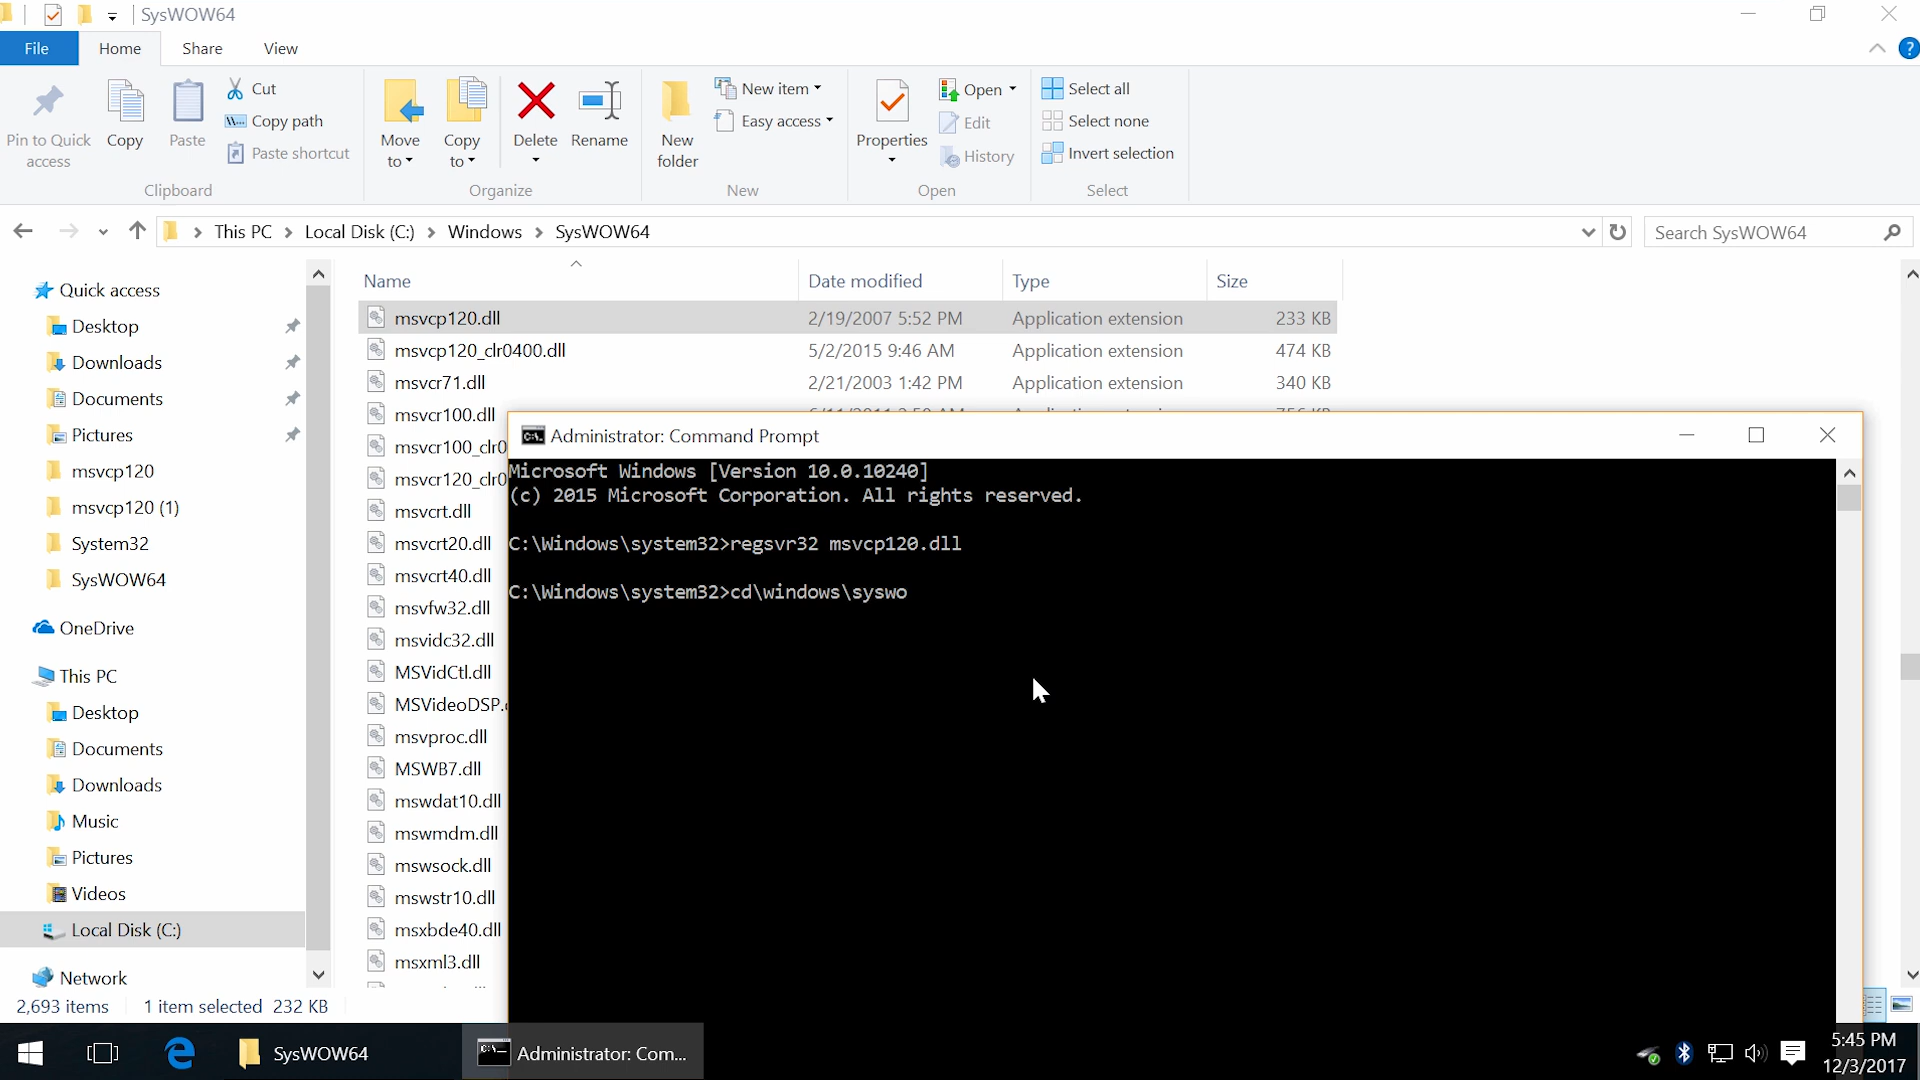 SysWOW64
File Home Share View
Pin to Quick access
Copy
Paste
Cut
Copy path
Paste shortcut
Clipboard
Move to
Copy to
Delete
Rename
Organize
New folder
New item
Easy access
New
Properties
Open
Edit
History
Open
Select all
Select none
Invert selection
Select
This PC Local Disk (C:) Windows SysWOW64
Search SysWOW64
Quick access
Desktop
Downloads
Documents
Pictures
msvcp120
msvcp120 (1)
System32
SysWOW64
OneDrive
This PC
Desktop
Documents
Downloads
Music
Pictures
Videos
Local Disk (C:)
Network
Name Date modified Type Size
msvcp120.dll 2/19/2007 5:52 PM Application extension 233 KB
msvcp120_clr0400.dll 5/2/2015 9:46 AM Application extension 474 KB
msvcr71.dll 2/21/2003 1:42 PM Application extension 340 KB
msvcr100.dll
msvcr100_clr0
msvcr120_clr0
msvcrt.dll
msvcrt20.dll
msvcrt40.dll
msvfw32.dll
msvidc32.dll
MSVidCtl.dll
MSVideoDSP.
msvproc.dll
MSWB7.dll
mswdat10.dll
mswmdm.dll
mswsock.dll
mswstr10.dll
msxbde40.dll
msxml3.dll
Administrator: Command Prompt
Microsoft Windows [Version 10.0.10240]
(c) 2015 Microsoft Corporation. All rights reserved.
C:\Windows\system32>regsvr32 msvcp120.dll
C:\Windows\system32>cd\windows\syswo
2,693 items 1 item selected 232 KB
SysWOW64
Administrator: Com...
5:45 PM
12/3/2017